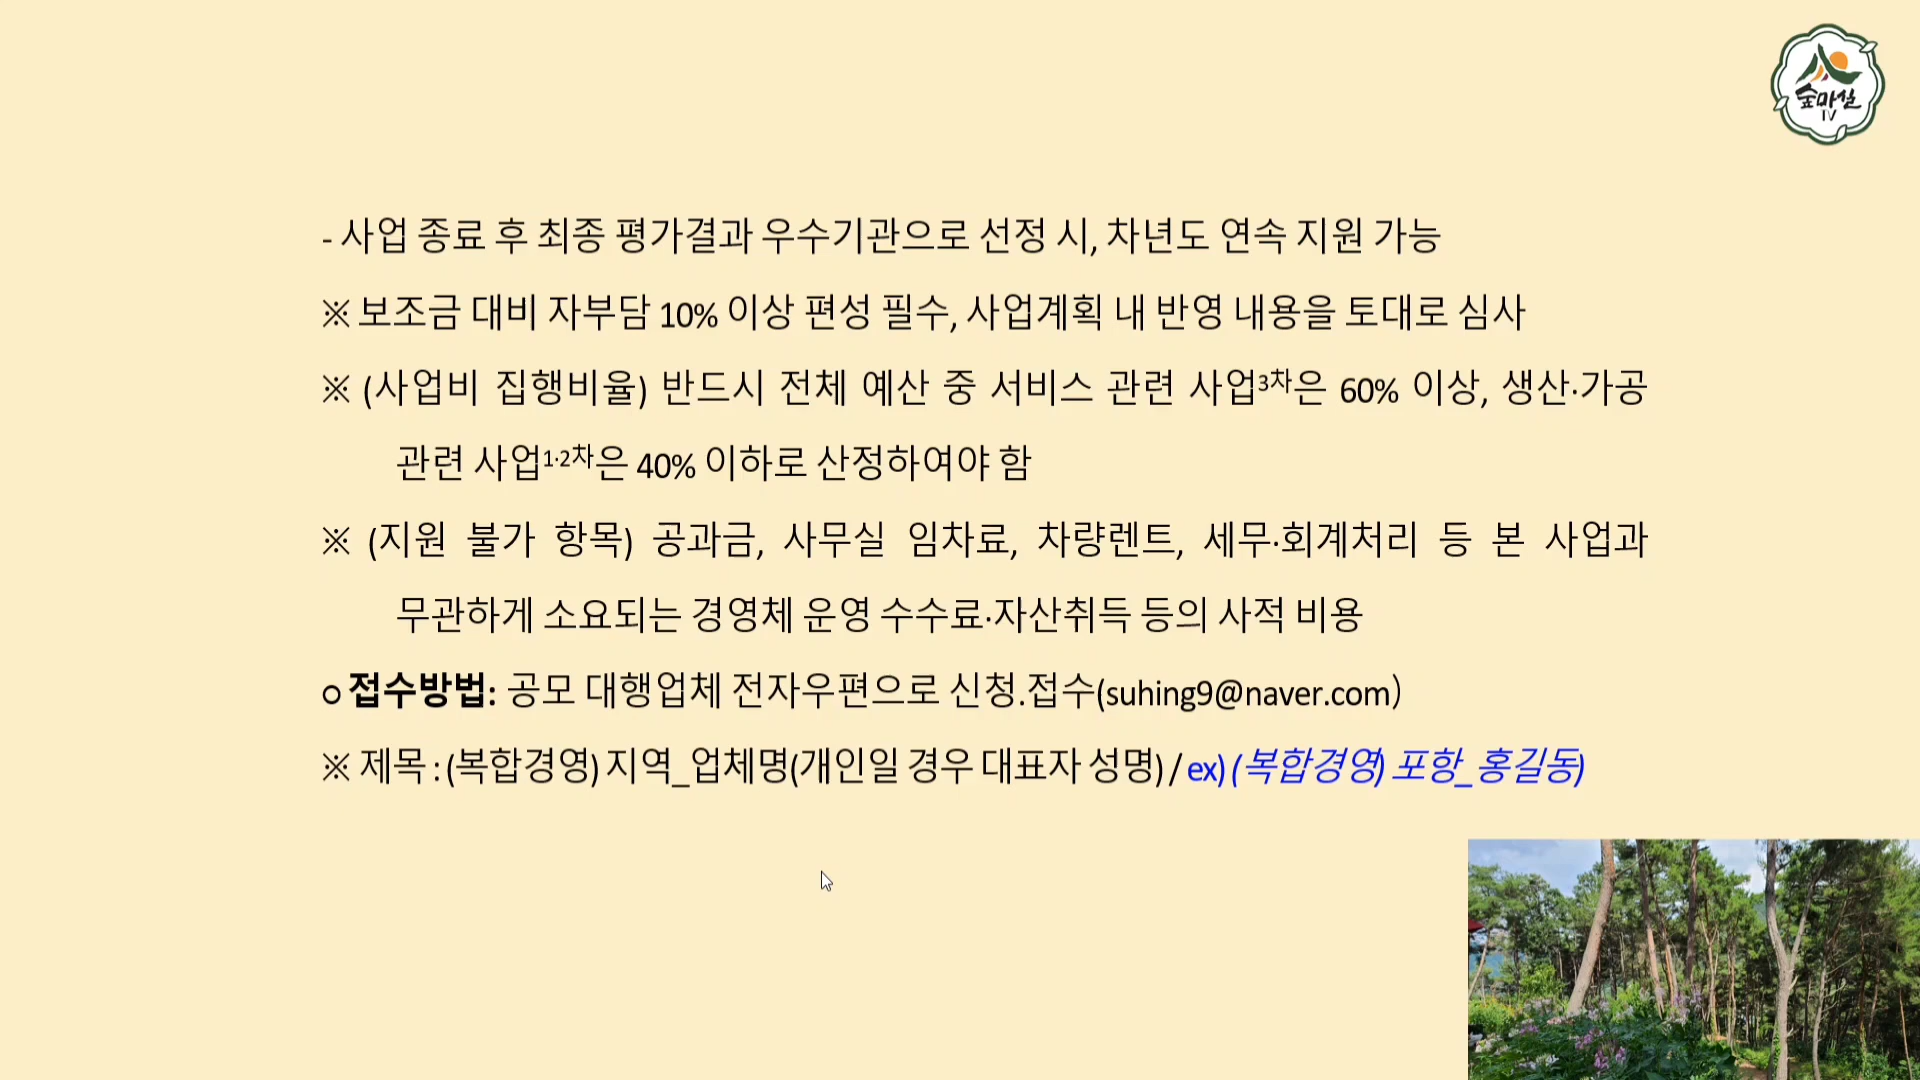 숲마실
TV
- 사업 종료 후 최종 평가결과 우수기관으로 선정 시, 차년도 연속 지원 가능
※ 보조금 대비 자부담 10% 이상 편성 필수, 사업계획 내 반영 내용을 토대로 심사
※ (사업비 집행비율) 반드시 전체 예산 중 서비스 관련 사업3차은 60% 이상, 생산·가공
관련 사업1·2차은 40% 이하로 산정하여야 함
※ (지원 불가 항목) 공과금, 사무실 임차료, 차량렌트, 세무·회계처리 등 본 사업과
무관하게 소요되는 경영체 운영 수수료·자산취득 등의 사적 비용
○ 접수방법: 공모 대행업체 전자우편으로 신청.접수(suhing9@naver.com)
※ 제목 : (복합경영) 지역_업체명(개인일 경우 대표자 성명) / ex) (복합경영) 포항_홍길동)